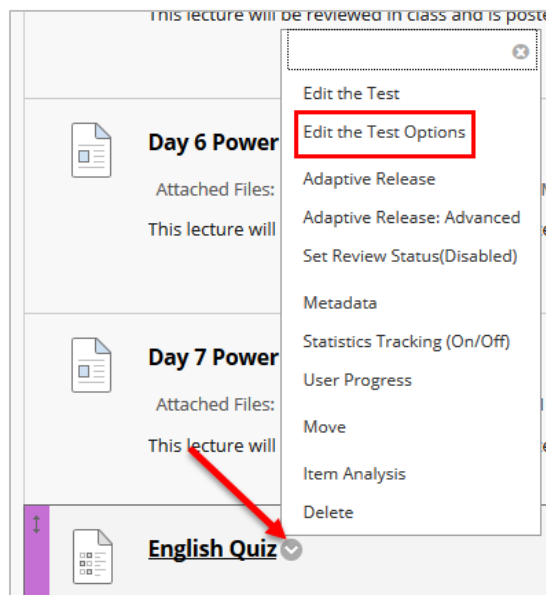 This lecture will be reviewed in class and is poste
Edit the Test
Edit the Test Options
Adaptive Release
Adaptive Release: Advanced
Set Review Status(Disabled)
Metadata
Statistics Tracking (On/Off)
User Progress
Move
Item Analysis
Delete
Day 6 Power
Attached Files:
This lecture will
Day 7 Power
Attached Files:
This lecture will
English Quiz